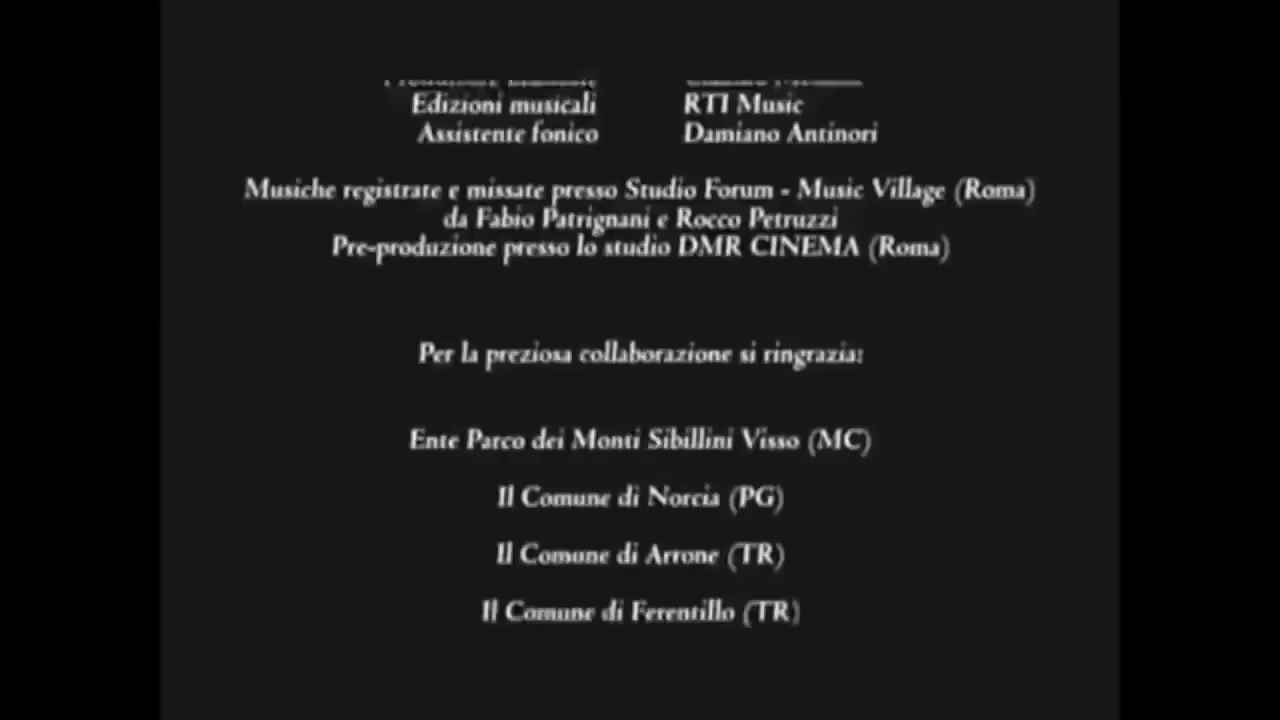 Edizioni musicali RTI Music
Assistente fonico Damiano Antinori
Musiche registrate e missate presso Studio Forum - Music Village (Roma)
da Fabio Patrignani e Rocco Petruzzi
Pre-produzione presso lo studio DMR CINEMA (Roma)
Per la preziosa collaborazione si ringrazia:
Ente Parco dei Monti Sibillini Visso (MC)
Il Comune di Norcia (PG)
Il Comune di Arrone (TR)
Il Comune di Ferentillo (TR)